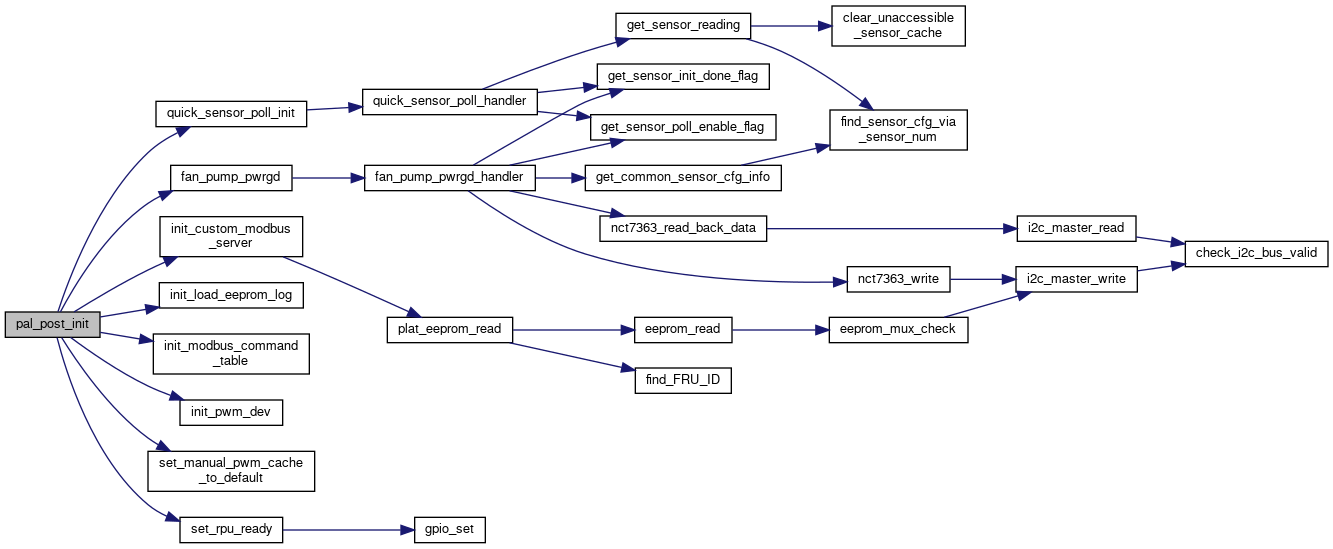 pal_post_init
quick_sensor_poll_init
fan_pump_pwrgd
init_custom_modbus
_server
init_load_eeprom_log
init_modbus_command
_table
init_pwm_dev
set_manual_pwm_cache
_to_default
set_rpu_ready
quick_sensor_poll_handler
fan_pump_pwrgd_handler
plat_eeprom_read
gpio_set
get_sensor_reading
get_sensor_init_done_flag
get_sensor_poll_enable_flag
get_common_sensor_cfg_info
nct7363_read_back_data
eeprom_read
find_FRU_ID
clear_unaccessible
_sensor_cache
find_sensor_cfg_via
_sensor_num
nct7363_write
eeprom_mux_check
i2c_master_read
i2c_master_write
check_i2c_bus_valid